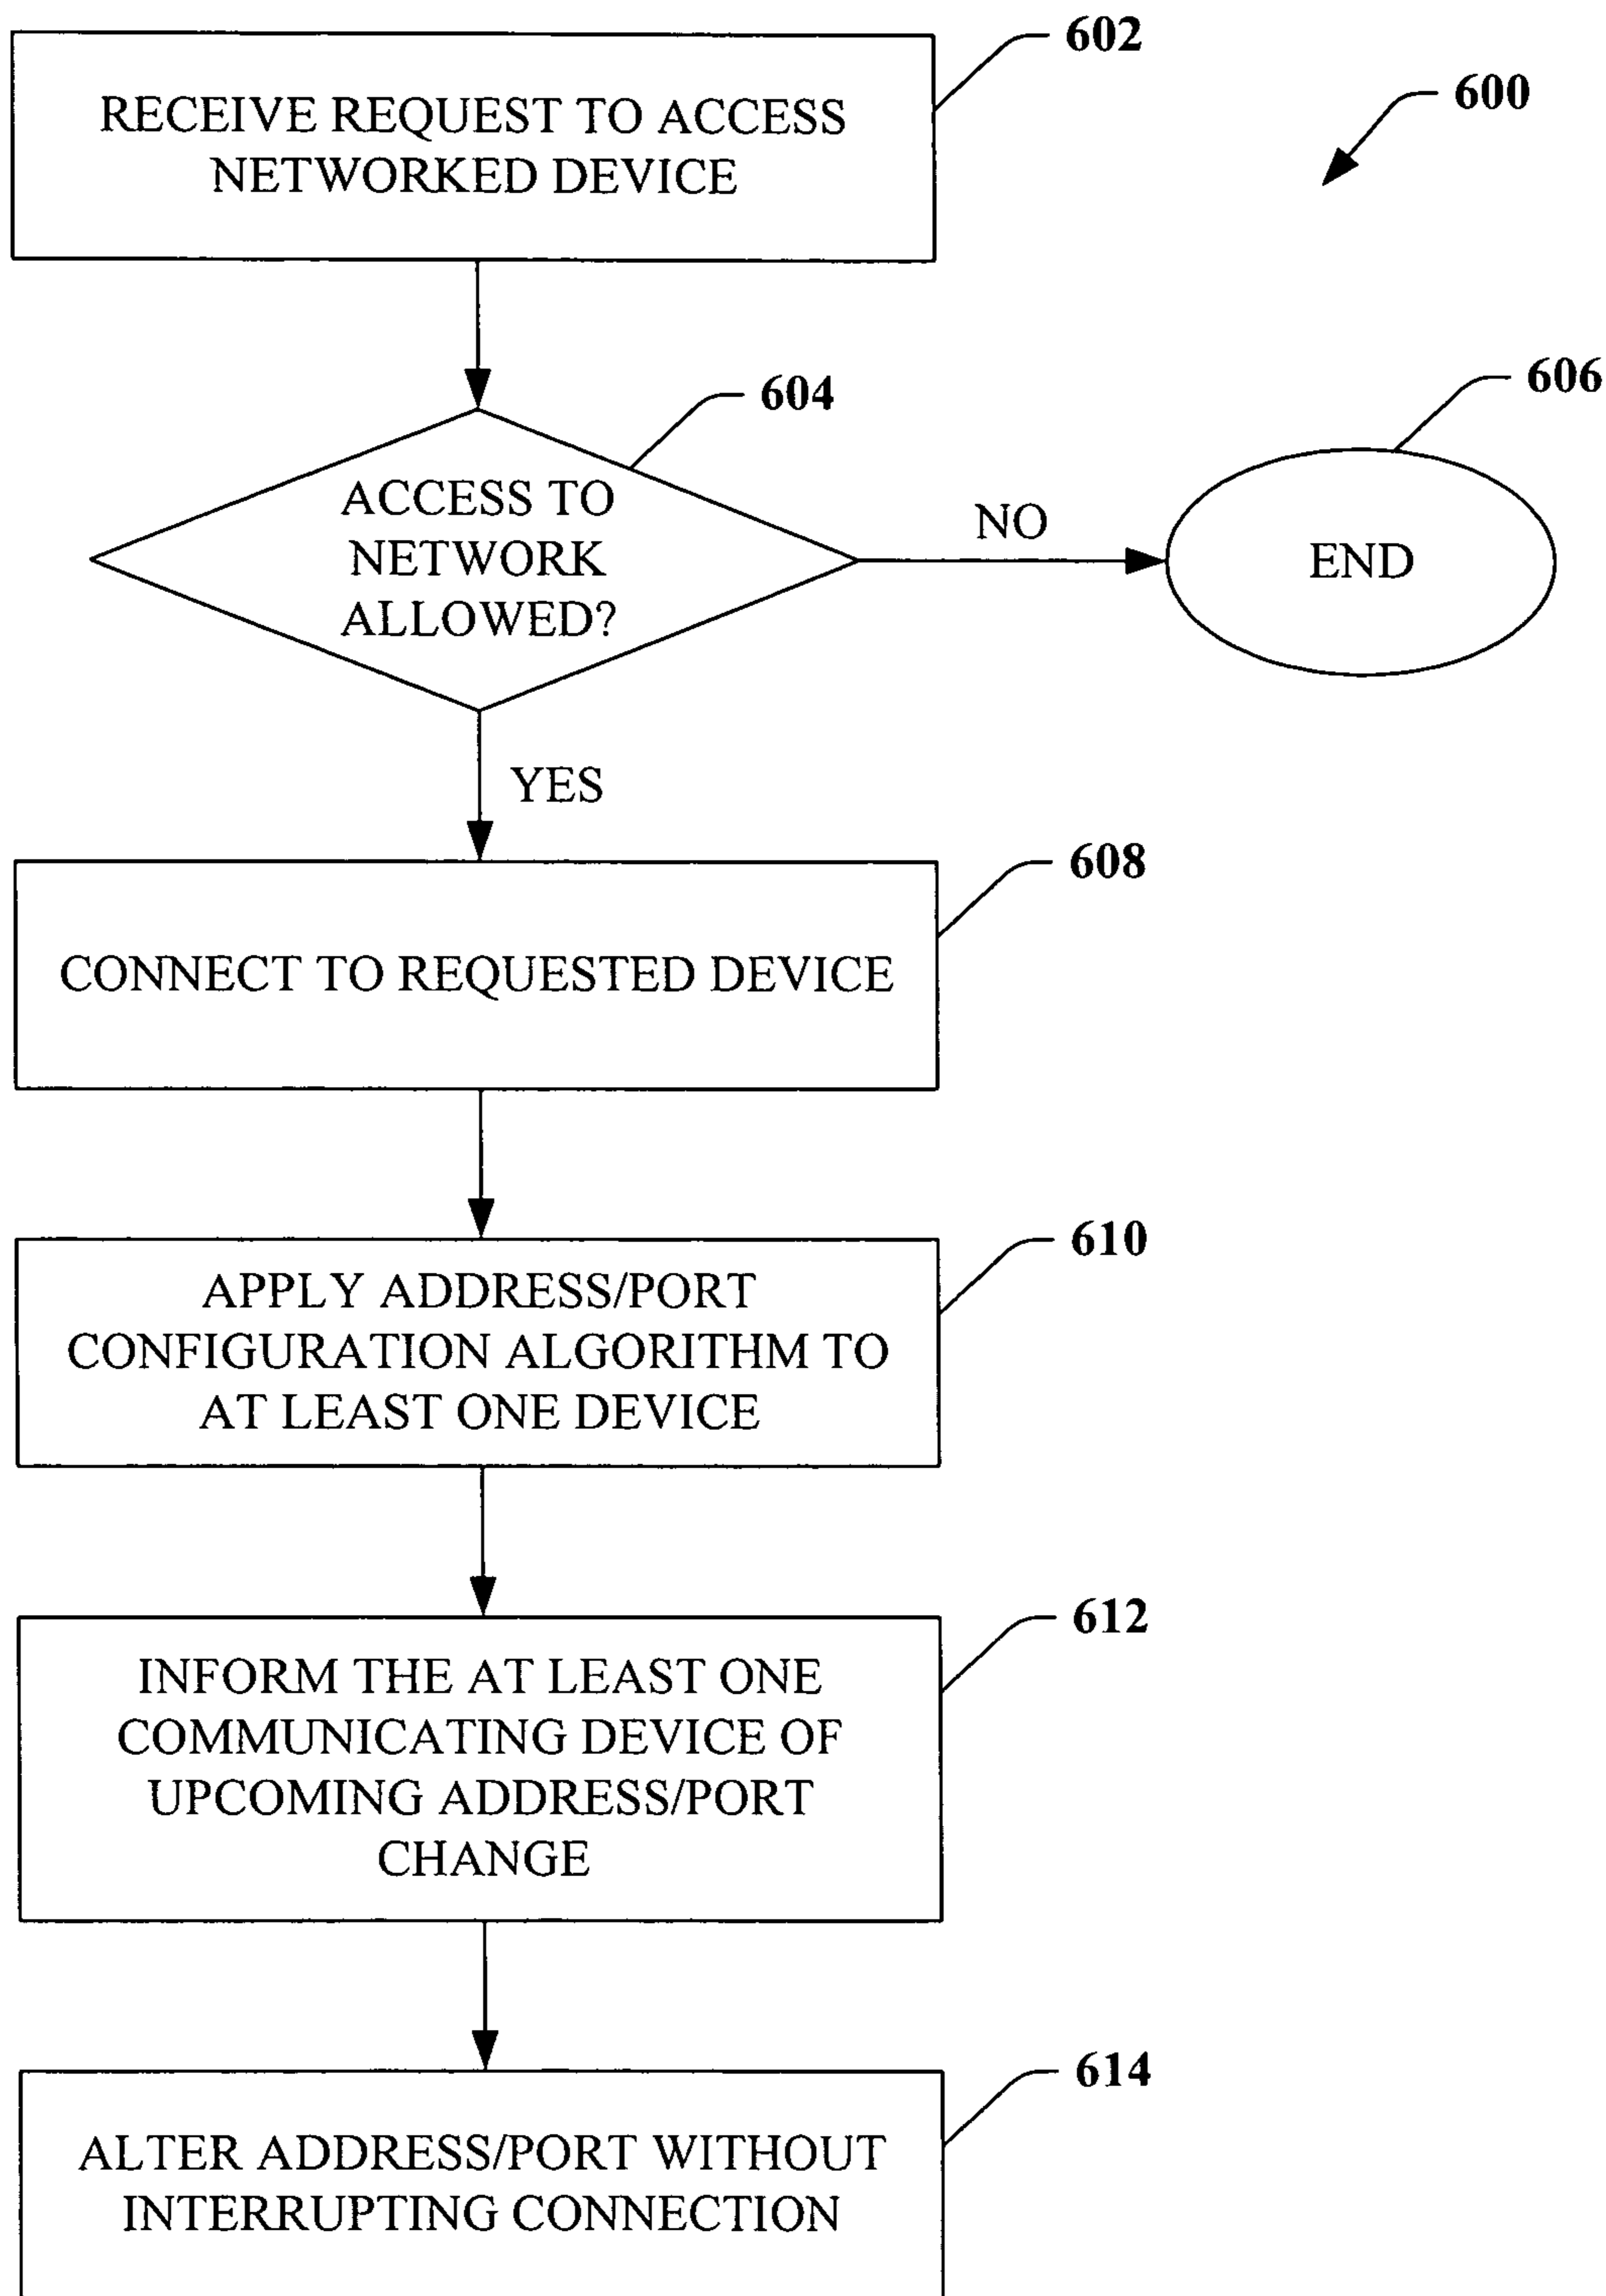 602
600
RECEIVE REQUEST TO ACCESS
NETWORKED DEVICE
604
606
ACCESS TO
NETWORK
ALLOWED?
NO
END
YES
608
CONNECT TO REQUESTED DEVICE
610
APPLY ADDRESS/PORT
CONFIGURATION ALGORITHM TO
AT LEAST ONE DEVICE
612
INFORM THE AT LEAST ONE
COMMUNICATING DEVICE OF
UPCOMING ADDRESS/PORT
CHANGE
614
ALTER ADDRESS/PORT WITHOUT
INTERRUPTING CONNECTION